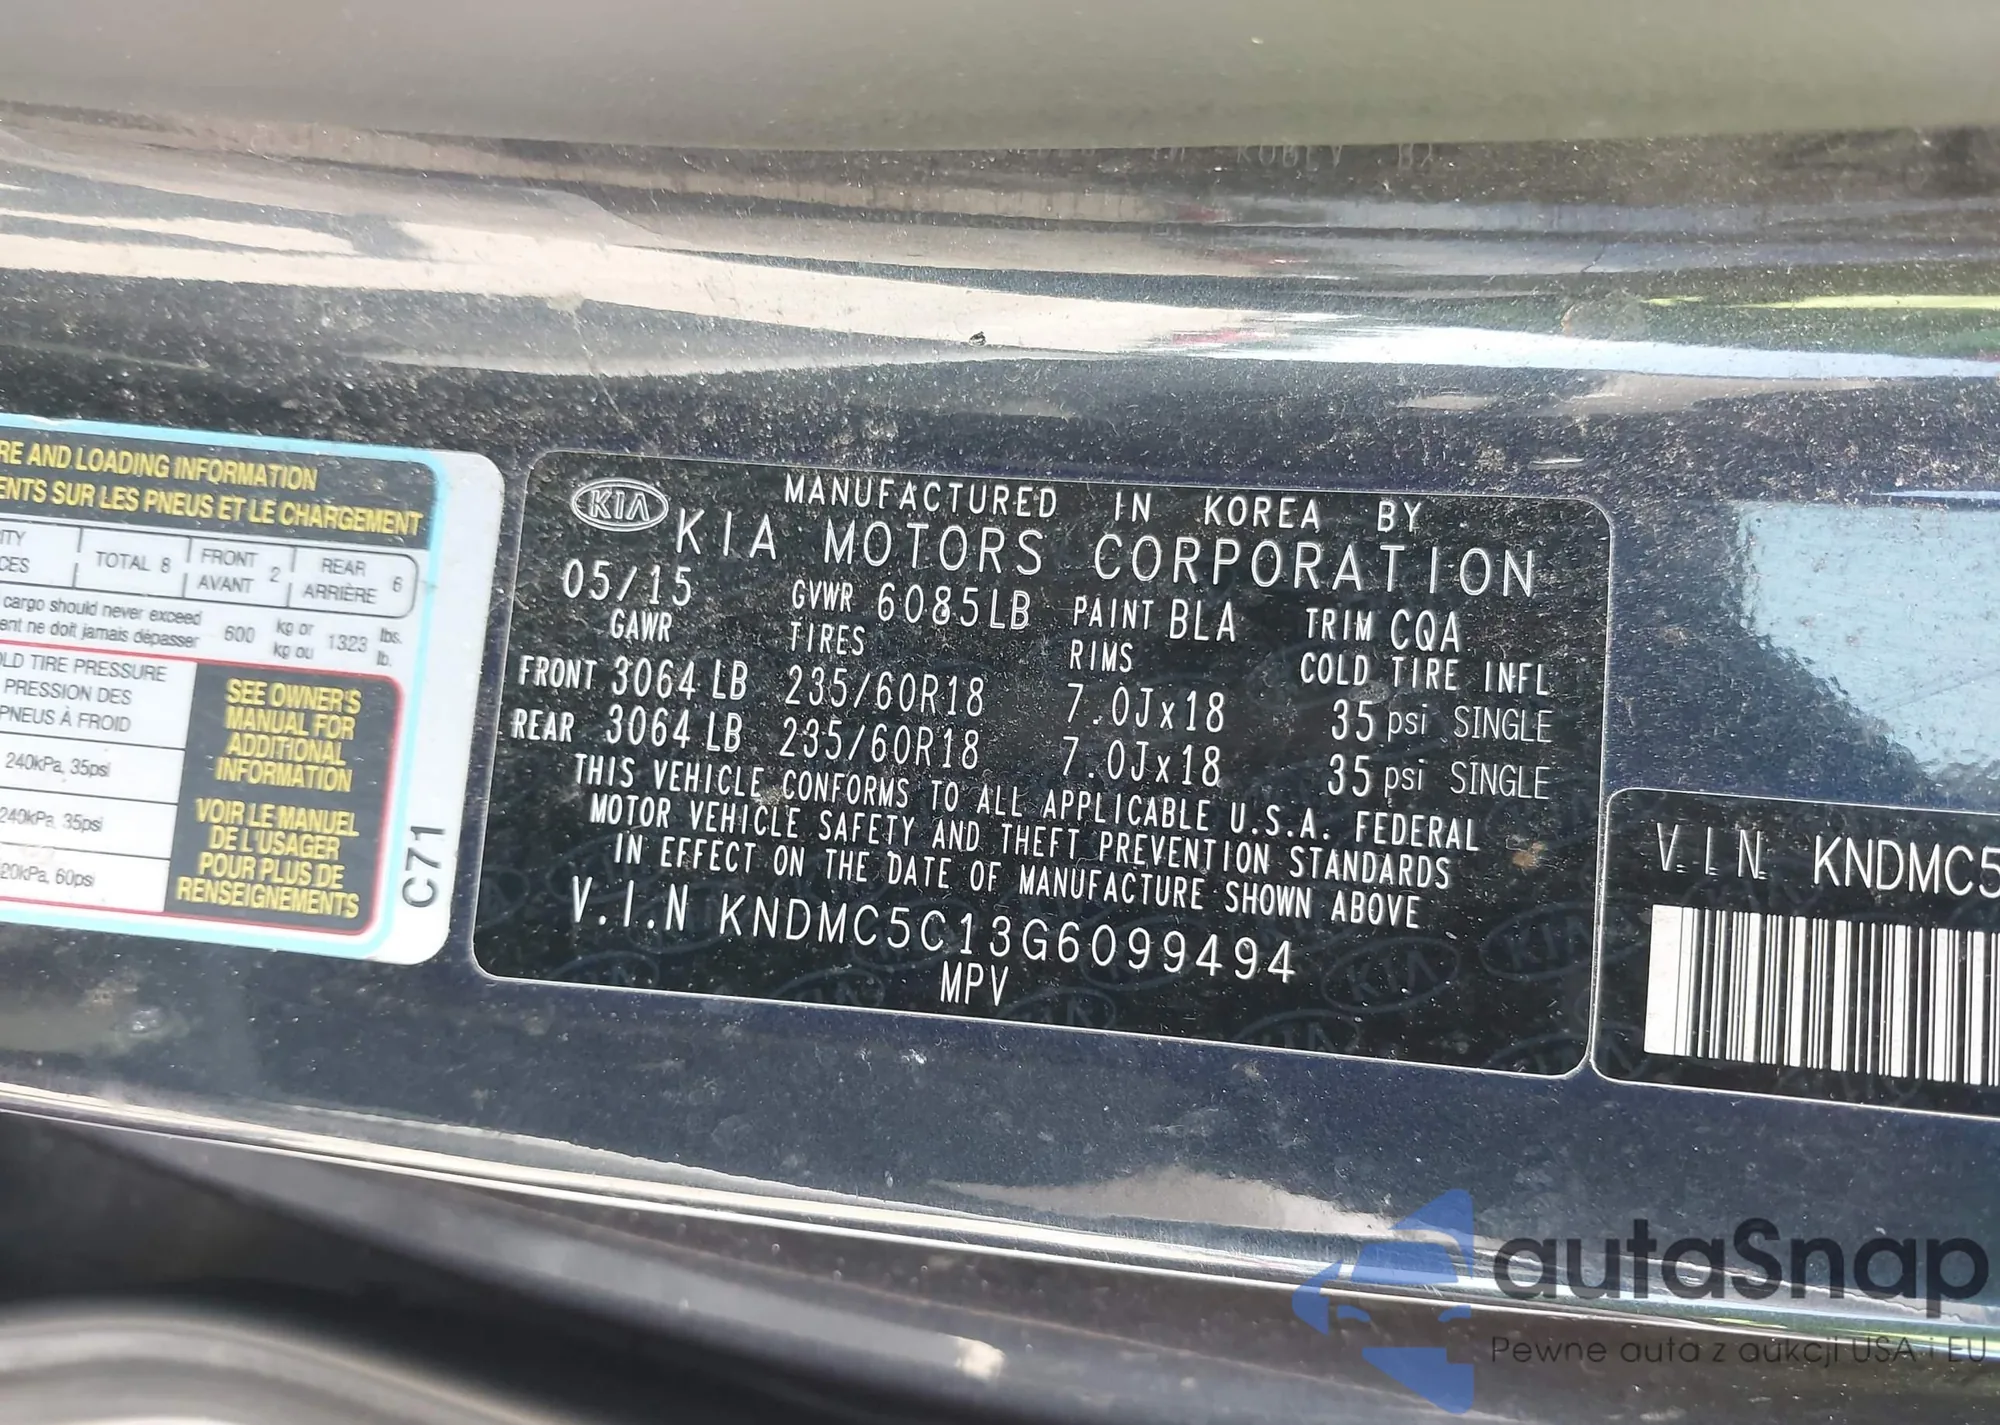 RE AND LOADING INFORMATION
ENTS SUR LES PNEUS ET LE CHARGEMENT
ITY
CES
TOTAL 8
FRONT
AVANT
2
REAR
ARRIÈRE
6
cargo should never exceed
ent ne doit jamais dépasser
600
kg or
kg ou
1323
lbs.
lb.
LD TIRE PRESSURE
PRESSION DES
PNEUS À FROID
240kPa, 35psi
240kPa, 35psi
20kPa, 60psi
SEE OWNER'S
MANUAL FOR
ADDITIONAL
INFORMATION
VOIR LE MANUEL
DE L'USAGER
POUR PLUS DE
RENSEIGNEMENTS
C71
KIA
MANUFACTURED IN KOREA BY
KIA MOTORS CORPORATION
05/15 GVWR 6085LB PAINT BLA TRIM CQA
GAWR TIRES RIMS COLD TIRE INFL
FRONT 3064 LB 235/60R18 7.0Jx18 35 psi SINGLE
REAR 3064 LB 235/60R18 7.0Jx18 35 psi SINGLE
THIS VEHICLE CONFORMS TO ALL APPLICABLE U.S.A. FEDERAL
MOTOR VEHICLE SAFETY AND THEFT PREVENTION STANDARDS
IN EFFECT ON THE DATE OF MANUFACTURE SHOWN ABOVE
V.I.N KNDMC5C13G6099494
MPV
V.I.N KNDMC5
autaSnap
Pewne auta z aukcji USA i EU